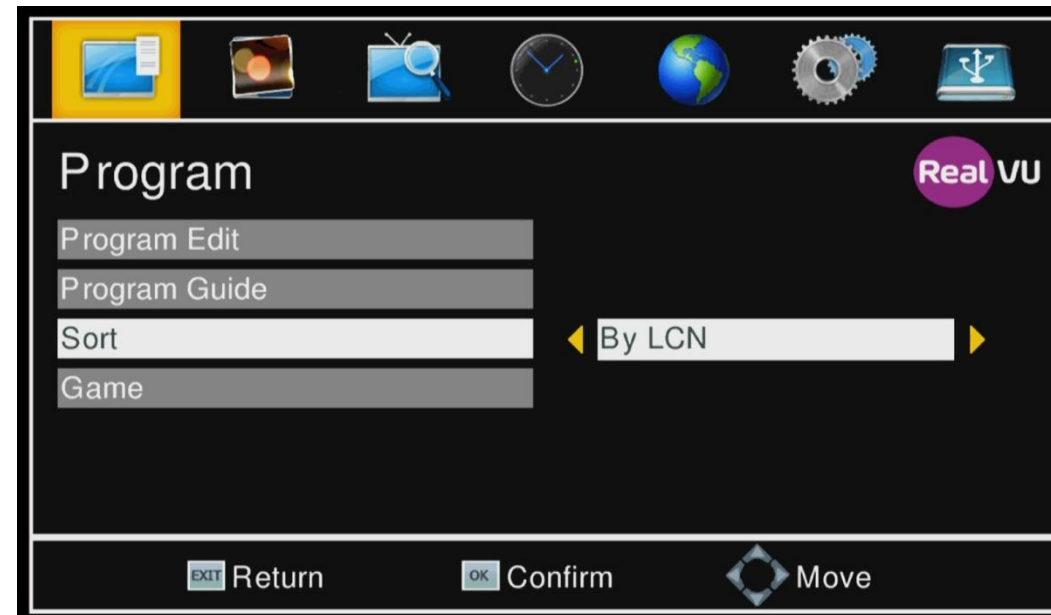 Program
Real VU
Program Edit
Program Guide
Sort
By LCN
Game
EXIT Return
OK Confirm
Move